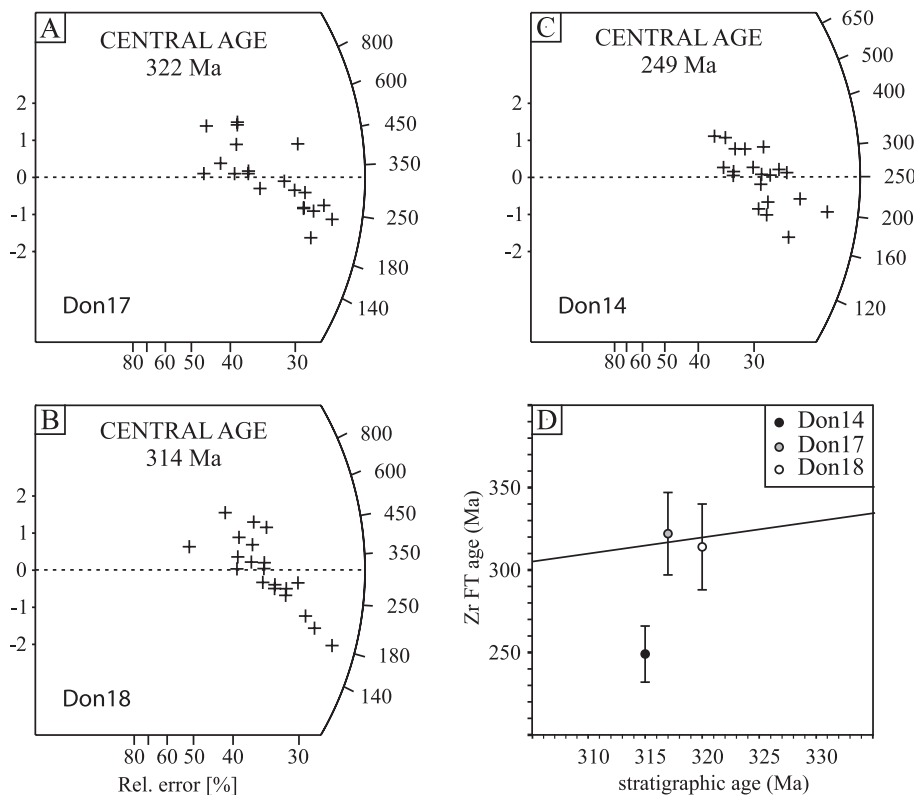 A
CENTRAL AGE
322 Ma
800
600
450
350
250
180
140
2
1
0
-1
-2
Don17
80 60 50 40 30
C
CENTRAL AGE
249 Ma
650
500
400
300
250
200
160
120
2
1
0
-1
-2
Don14
80 60 50 40 30
B
CENTRAL AGE
314 Ma
800
600
450
350
250
180
140
2
1
0
-1
-2
Don18
80 60 50 40 30
Rel. error [%]
D
Don14
Don17
Don18
Zr FT age (Ma)
350
300
250
310 315 320 325 330
stratigraphic age (Ma)